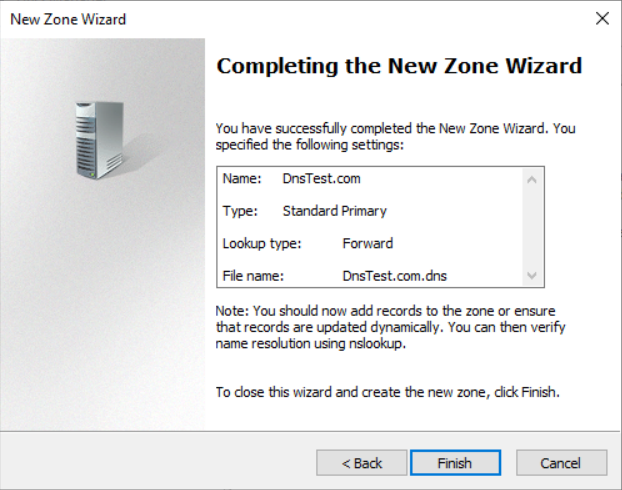 New Zone Wizard
Completing the New Zone Wizard
You have successfully completed the New Zone Wizard. You
specified the following settings:
Name: DnsTest.com
Type: Standard Primary
Lookup type: Forward
File name: DnsTest.com.dns
Note: You should now add records to the zone or ensure
that records are updated dynamically. You can then verify
name resolution using nslookup.
To close this wizard and create the new zone, click Finish.
< Back Finish Cancel